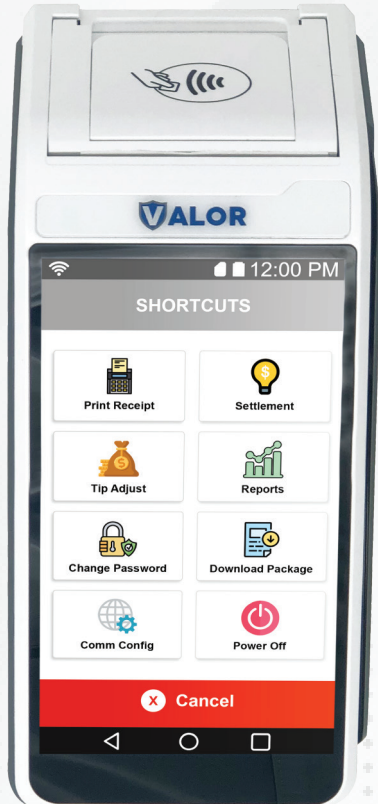 VALOR
12:00 PM
SHORTCUTS
Print Receipt
Settlement
Tip Adjust
Reports
Change Password
Download Package
Comm Config
Power Off
X Cancel